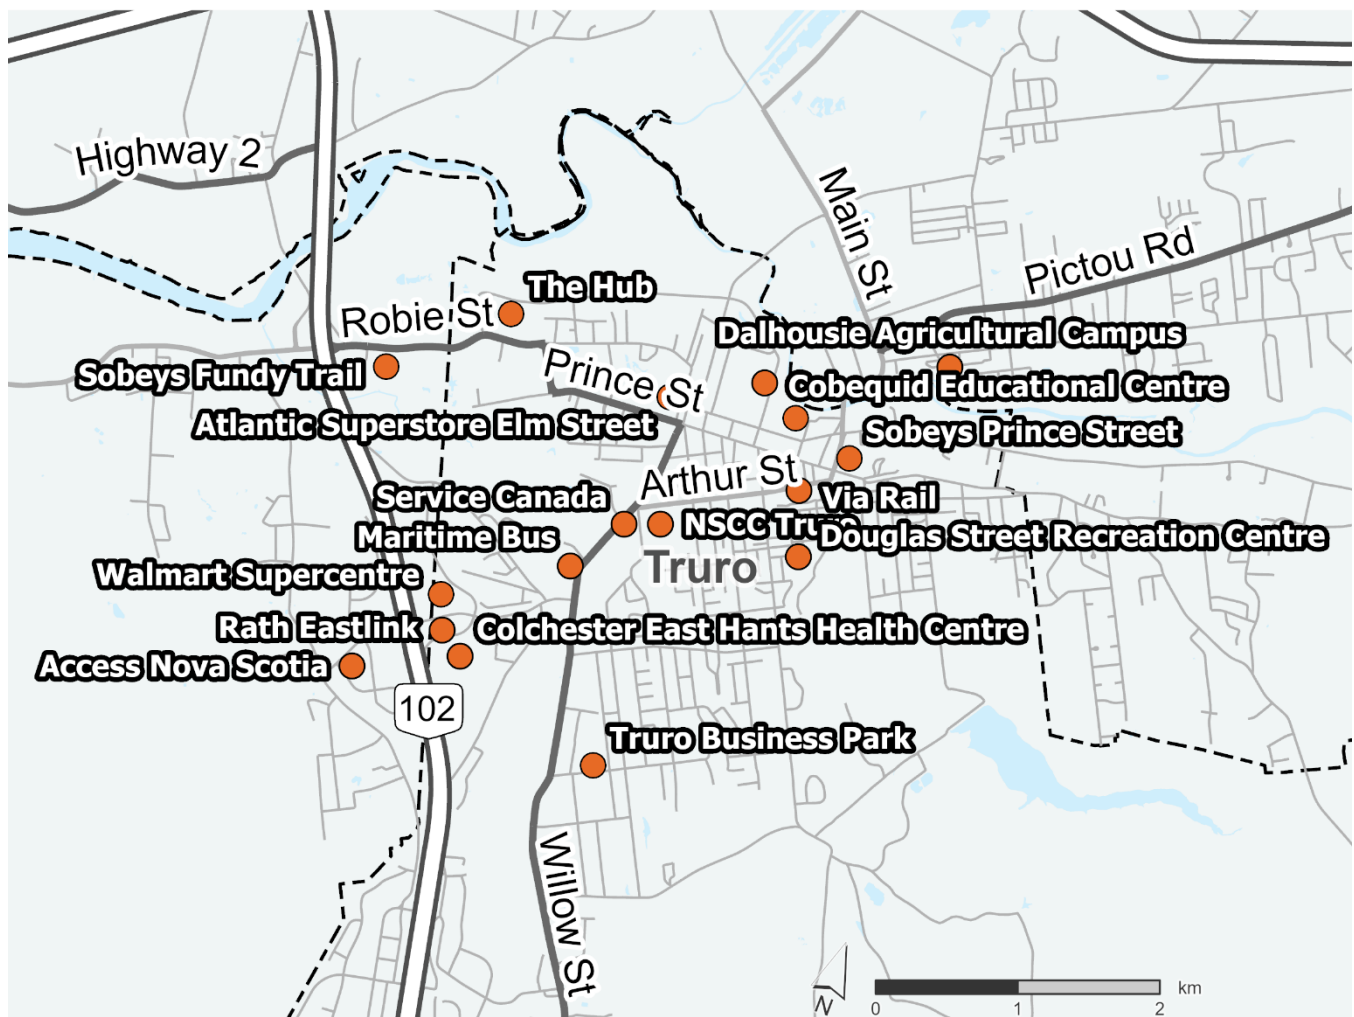 Highway 2
Main St
Pictou Rd
The Hub
Robie St
Dalhousie Agricultural Campus
Sobeys Fundy Trail
Prince St
Cobequid Educational Centre
Atlantic Superstore Elm Street
Sobeys Prince Street
Arthur St
Service Canada
Via Rail
NSCC Truro
Maritime Bus
Douglas Street Recreation Centre
Truro
Walmart Supercentre
Rath Eastlink
Colchester East Hants Health Centre
Access Nova Scotia
102
Truro Business Park
Willow St
N
km
0 1 2